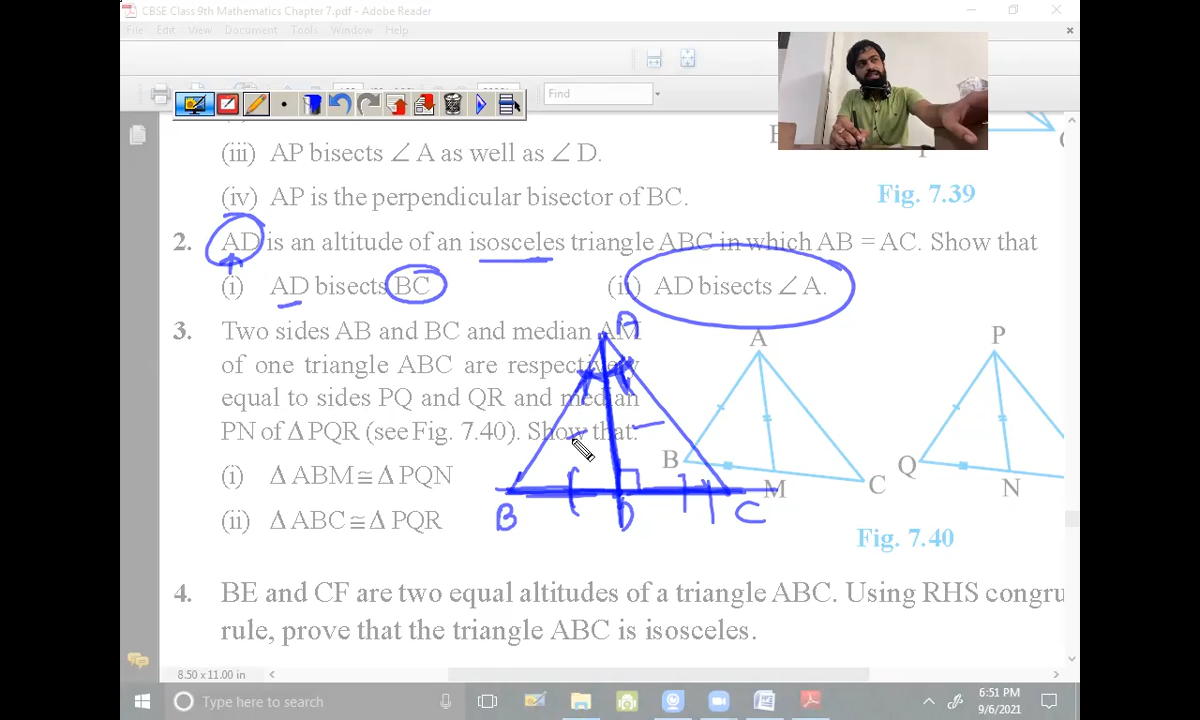 CBSE Class 9th Mathematics Chapter 7.pdf - Adobe Reader
File Edit View Document Tools Window Help
Find
(iii) AP bisects ∠ A as well as ∠ D.
(iv) AP is the perpendicular bisector of BC.
Fig. 7.39
2. AD is an altitude of an isosceles triangle ABC in which AB = AC. Show that
(i) AD bisects BC (ii) AD bisects ∠ A.
3. Two sides AB and BC and median AM
of one triangle ABC are respectively
equal to sides PQ and QR and median
PN of Δ PQR (see Fig. 7.40). Show that:
(i) Δ ABM ≅ Δ PQN
(ii) Δ ABC ≅ Δ PQR
A
B D C
A
B M C
P
Q N
Fig. 7.40
4. BE and CF are two equal altitudes of a triangle ABC. Using RHS congru
rule, prove that the triangle ABC is isosceles.
8.50 x 11.00 in
Type here to search
6:51 PM
9/6/2021